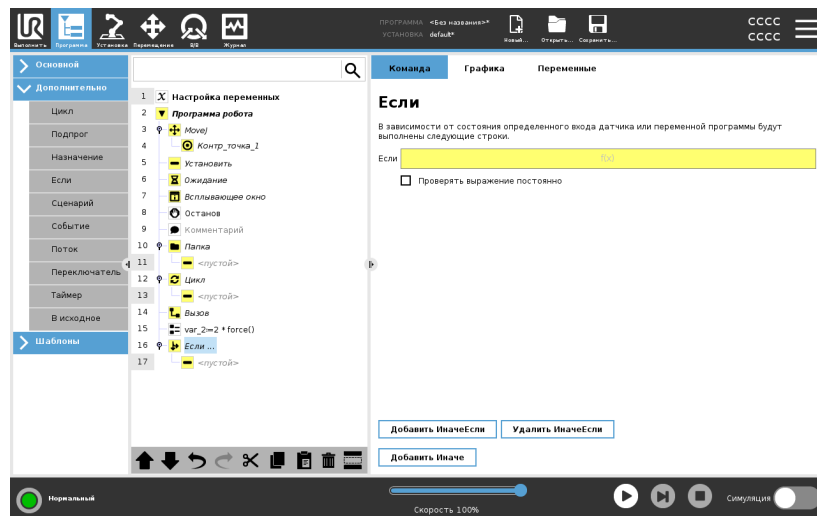 ПРОГРАММА <Без названия>*
УСТАНОВКА default*
CCCC
CCCC
Выполнить Программа Установка Перемещение В/В Журнал
Новый... Открыть... Сохранить...
Основной
Дополнительно
Цикл
Подпрог
Назначение
Если
Сценарий
Событие
Поток
Переключатель
Таймер
В исходное
Шаблоны
1 X Настройка переменных
2 Программа робота
3 MoveJ
4 Контр_точка_1
5 Установить
6 Ожидание
7 Всплывающее окно
8 Останов
9 Комментарий
10 Папка
11 <пустой>
12 Цикл
13 <пустой>
14 Вызов
15 var_2≔2 * force()
16 Если ...
17 <пустой>
Команда Графика Переменные
Если
В зависимости от состояния определенного входа датчика или переменной программы будут
выполнены следующие строки.
Если f(x)
Проверять выражение постоянно
Добавить ИначеЕсли Удалить ИначеЕсли
Добавить Иначе
Нормальный
Скорость 100%
Симуляция